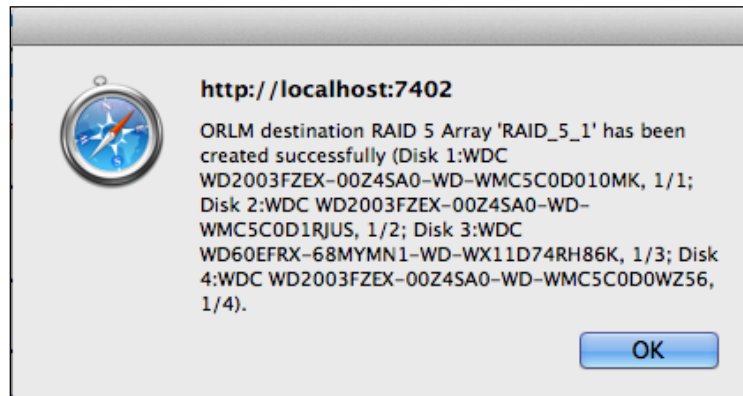 http://localhost:7402
ORLM destination RAID 5 Array 'RAID_5_1' has been
created successfully (Disk 1:WDC
WD2003FZEX-00Z4SA0-WD-WMC5C0D010MK, 1/1;
Disk 2:WDC WD2003FZEX-00Z4SA0-WD-
WMC5C0D1RJUS, 1/2; Disk 3:WDC
WD60EFRX-68MYMN1-WD-WX11D74RH86K, 1/3; Disk
4:WDC WD2003FZEX-00Z4SA0-WD-WMC5C0D0WZ56,
1/4).
OK